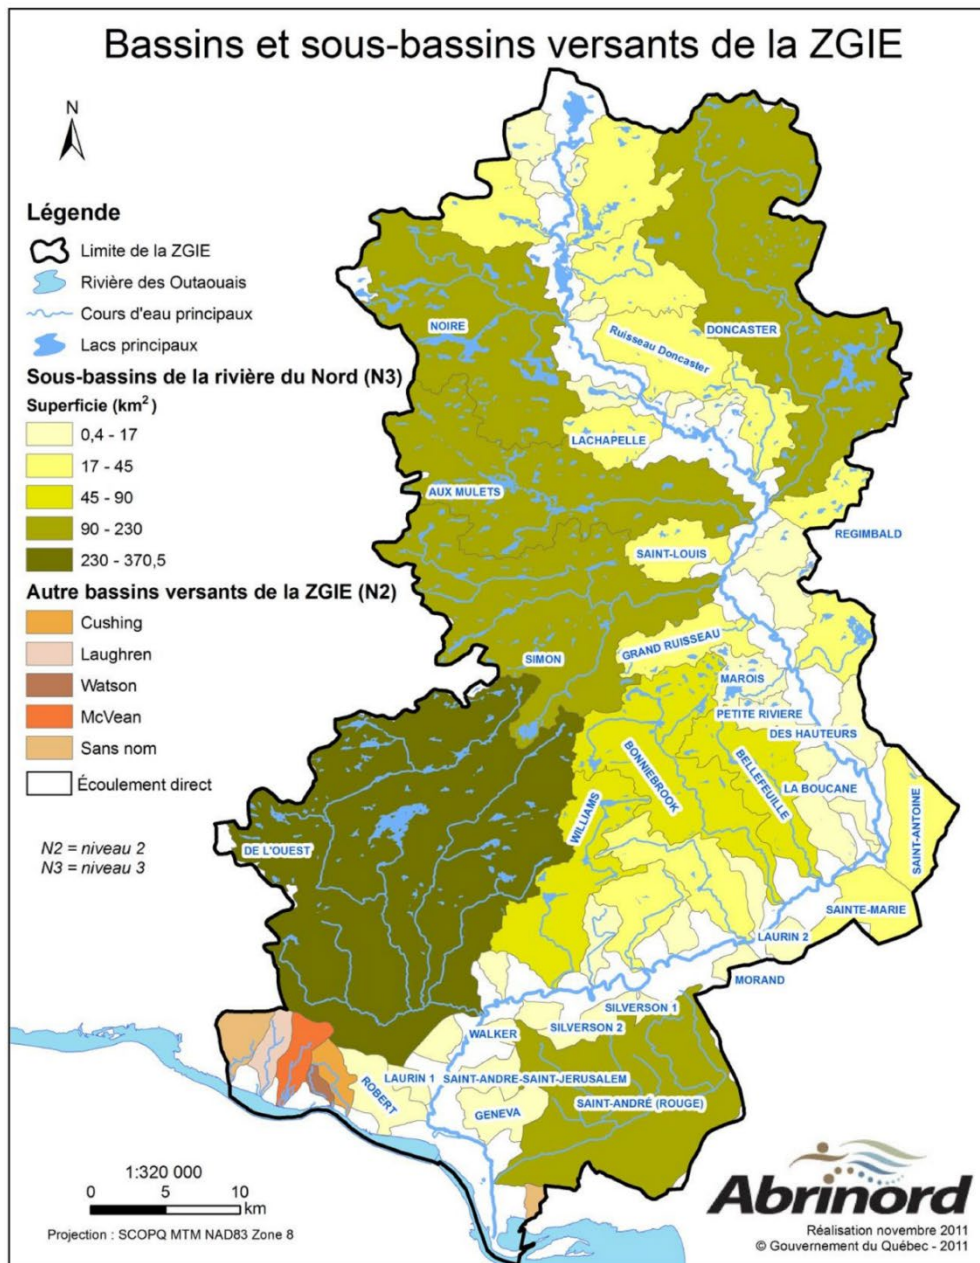 Bassins et sous-bassins versants de la ZGIE
N
Légende
Limite de la ZGIE
Rivière des Outaouais
Cours d'eau principaux
Lacs principaux
Sous-bassins de la rivière du Nord (N3)
Superficie (km²)
0,4 - 17
17 - 45
45 - 90
90 - 230
230 - 370,5
Autre bassins versants de la ZGIE (N2)
Cushing
Laughren
Watson
McVean
Sans nom
Écoulement direct
N2 = niveau 2
N3 = niveau 3
NOIRE
DONCASTER
Ruisseau Doncaster
LACHAPELLE
AUX MULETS
REGIMBALD
SAINT-LOUIS
GRAND RUISSEAU
SIMON
MAROIS
PETITE RIVIERE
DES HAUTEURS
BONNIEBROOK
BELLEFEUILLE
LA BOUCANE
WILLIAMS
SAINT-ANTOINE
DE L'OUEST
SAINTE-MARIE
LAURIN 2
MORAND
SILVERSON 1
SILVERSON 2
WALKER
LAURIN 1
SAINT-ANDRE-SAINT-JERUSALEM
ROBERT
GENEVA
SAINT-ANDRÉ (ROUGE)
1:320 000
0 5 10
km
Projection : SCOPQ MTM NAD83 Zone 8
Abrinord
Réalisation novembre 2011
© Gouvernement du Québec - 2011